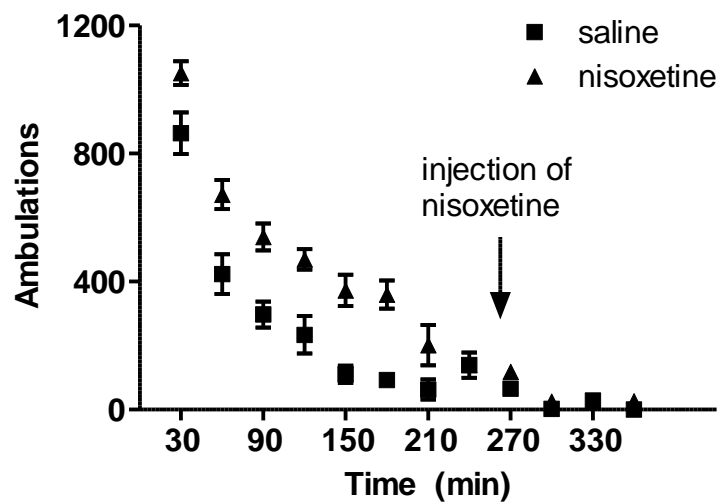 1200
800
400
0
Ambulations
saline
nisoxetine
injection of
nisoxetine
30 90 150 210 270 330
Time (min)